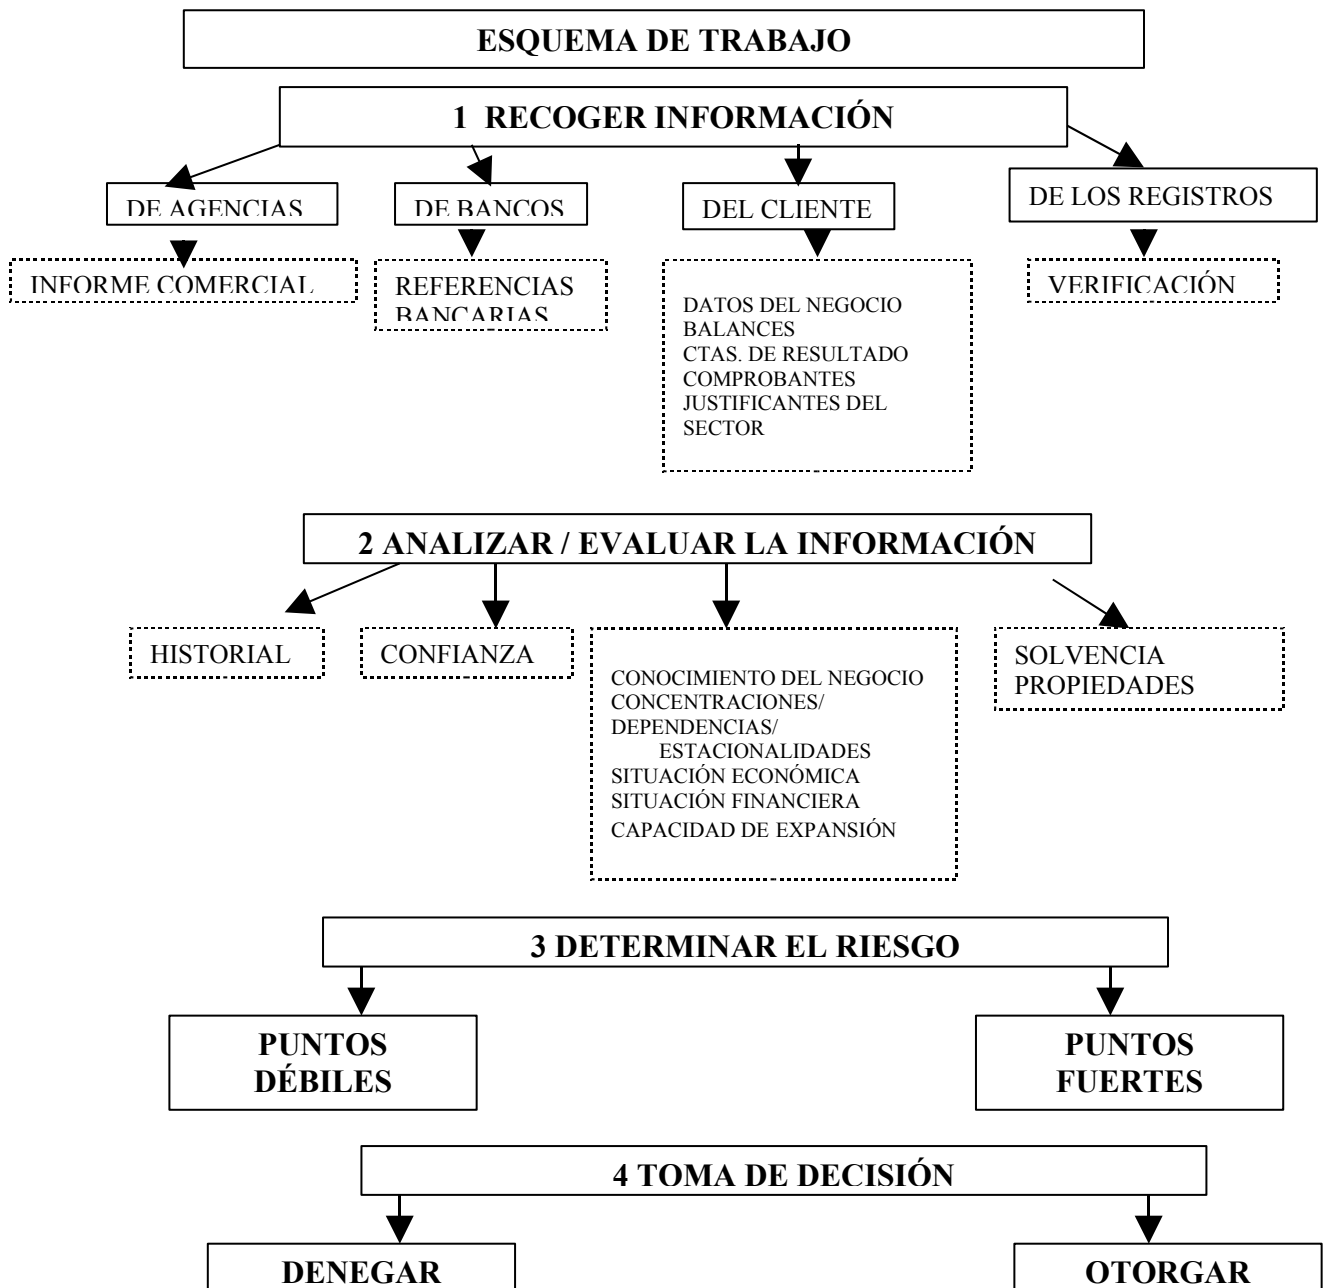 ESQUEMA DE TRABAJO
1 RECOGER INFORMACIÓN
DE AGENCIAS
DE BANCOS
DEL CLIENTE
DE LOS REGISTROS
INFORME COMERCIAL
REFERENCIAS
BANCARIAS
DATOS DEL NEGOCIO
BALANCES
CTAS. DE RESULTADO
COMPROBANTES
JUSTIFICANTES DEL
SECTOR
VERIFICACIÓN
2 ANALIZAR / EVALUAR LA INFORMACIÓN
HISTORIAL
CONFIANZA
CONOCIMIENTO DEL NEGOCIO
CONCENTRACIONES/
DEPENDENCIAS/
ESTACIONALIDADES
SITUACIÓN ECONÓMICA
SITUACIÓN FINANCIERA
CAPACIDAD DE EXPANSIÓN
SOLVENCIA
PROPIEDADES
3 DETERMINAR EL RIESGO
PUNTOS
DÉBILES
PUNTOS
FUERTES
4 TOMA DE DECISIÓN
DENEGAR
OTORGAR